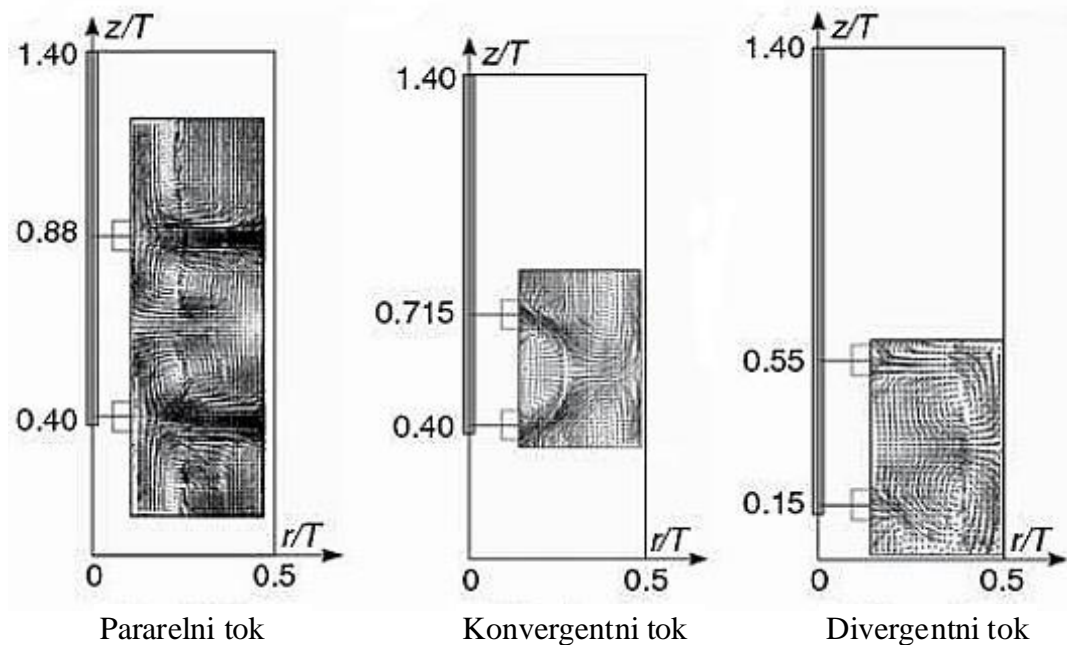 z/T
1.40
0.88
0.40
r/T
0
0.5
Pararelni tok
z/T
1.40
0.715
0.40
r/T
0
0.5
Konvergentni tok
z/T
1.40
0.55
0.15
r/T
0
0.5
Divergentni tok